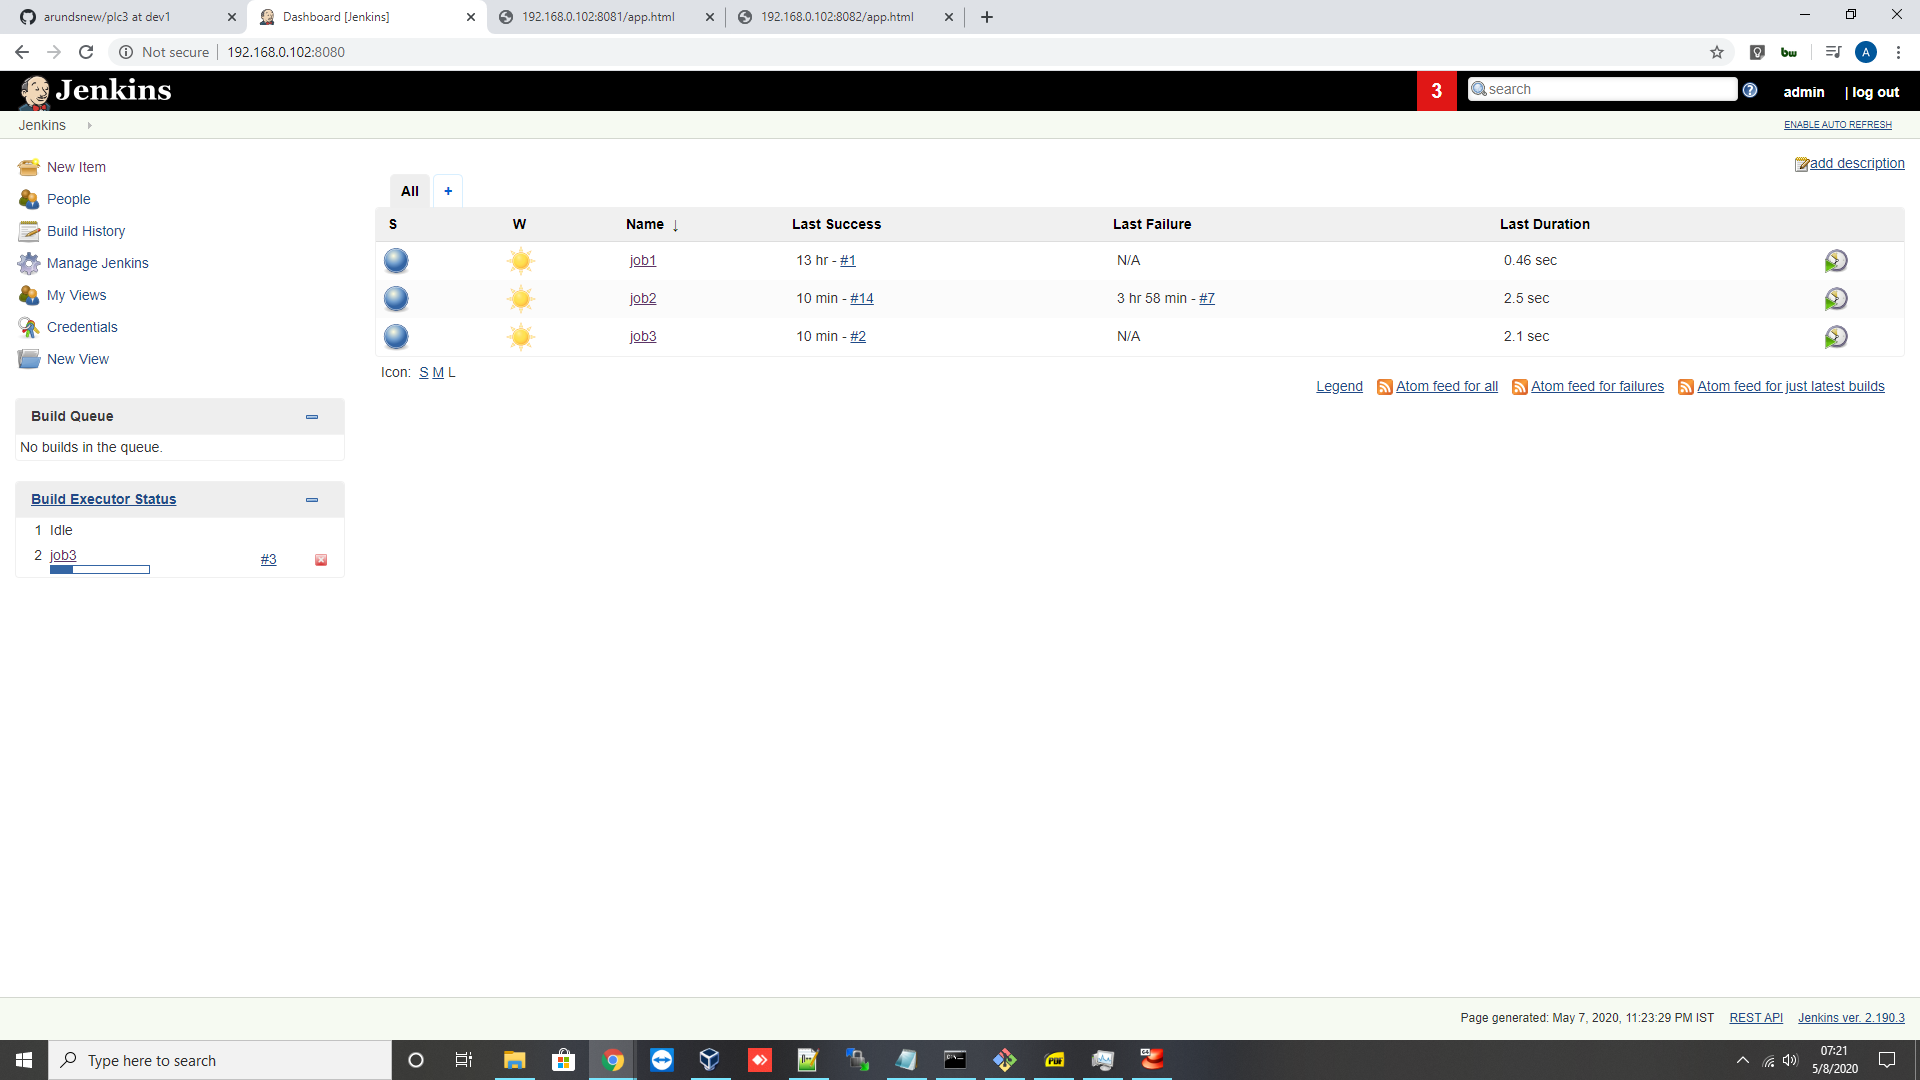 arundsnew/plc3 at dev1
Dashboard [Jenkins]
192.168.0.102:8081/app.html
192.168.0.102:8082/app.html
Not secure
192.168.0.102:8080
bw
A
Jenkins
3
search
admin
| log out
Jenkins
ENABLE AUTO REFRESH
New Item
People
Build History
Manage Jenkins
My Views
Credentials
New View
add description
All
+
S W Name ↓ Last Success Last Failure Last Duration
job1 13 hr - #1 N/A 0.46 sec
job2 10 min - #14 3 hr 58 min - #7 2.5 sec
job3 10 min - #2 N/A 2.1 sec
Icon: S M L
Legend Atom feed for all Atom feed for failures Atom feed for just latest builds
Build Queue
No builds in the queue.
Build Executor Status
1 Idle
2 job3 #3
Page generated: May 7, 2020, 11:23:29 PM IST REST API Jenkins ver. 2.190.3
Type here to search
PDF
07:21
5/8/2020